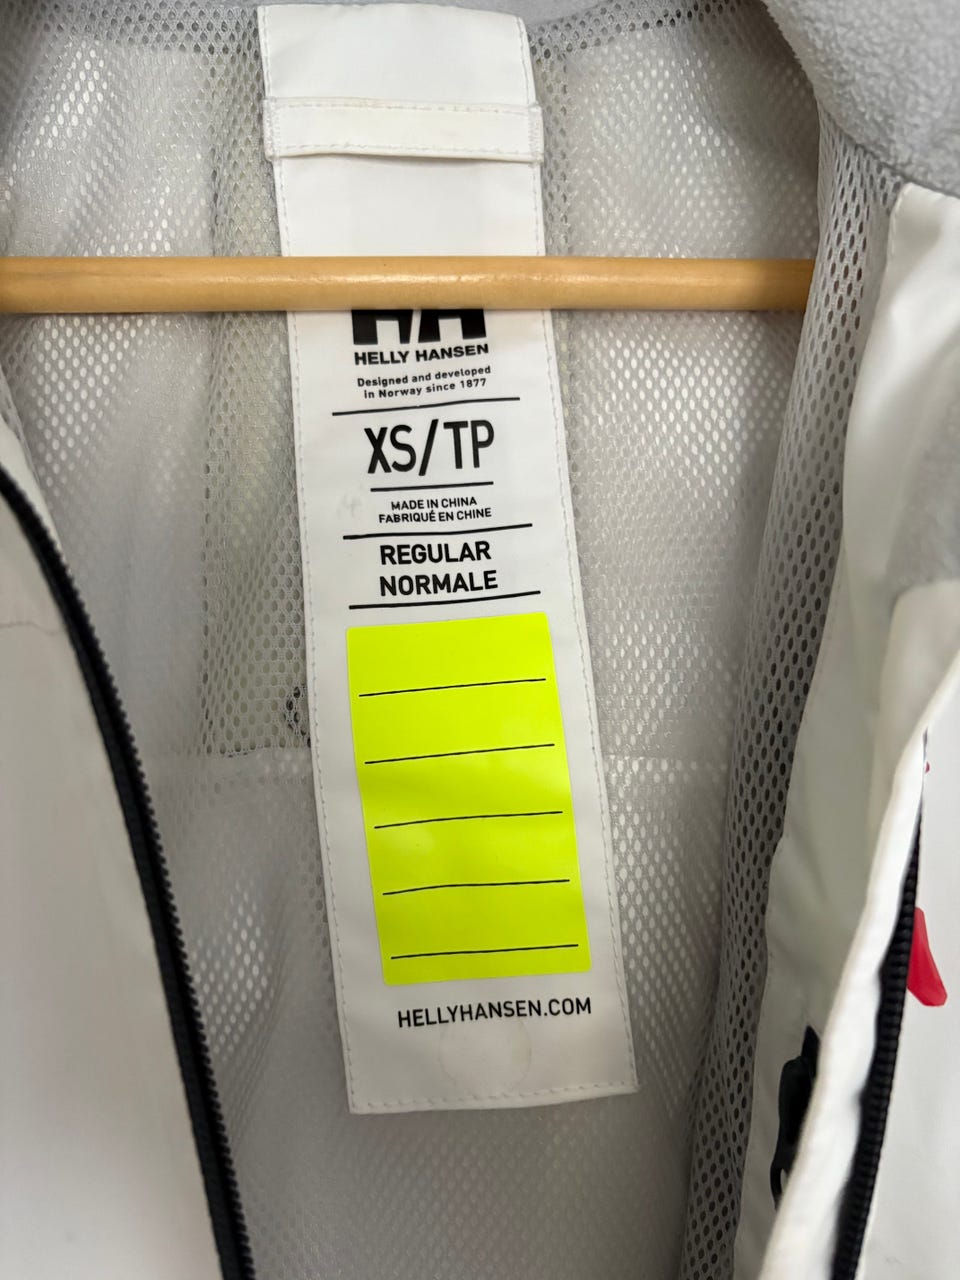 HH
HELLY HANSEN
Designed and developed
in Norway since 1877
XS/TP
MADE IN CHINA
FABRIQUÉ EN CHINE
REGULAR
NORMALE
HELLYHANSEN.COM